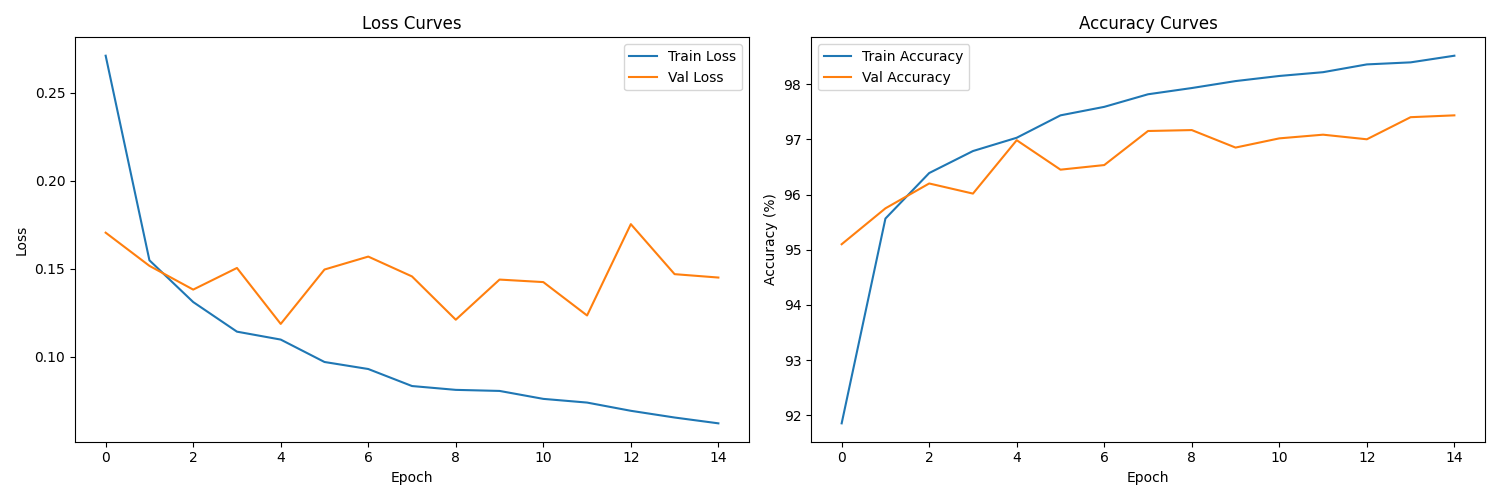 Loss Curves
Train Loss
Val Loss
0.25
0.20
0.15
0.10
Loss
0 2 4 6 8 10 12 14
Epoch
Accuracy Curves
Train Accuracy
Val Accuracy
98
97
96
95
94
93
92
Accuracy (%)
0 2 4 6 8 10 12 14
Epoch